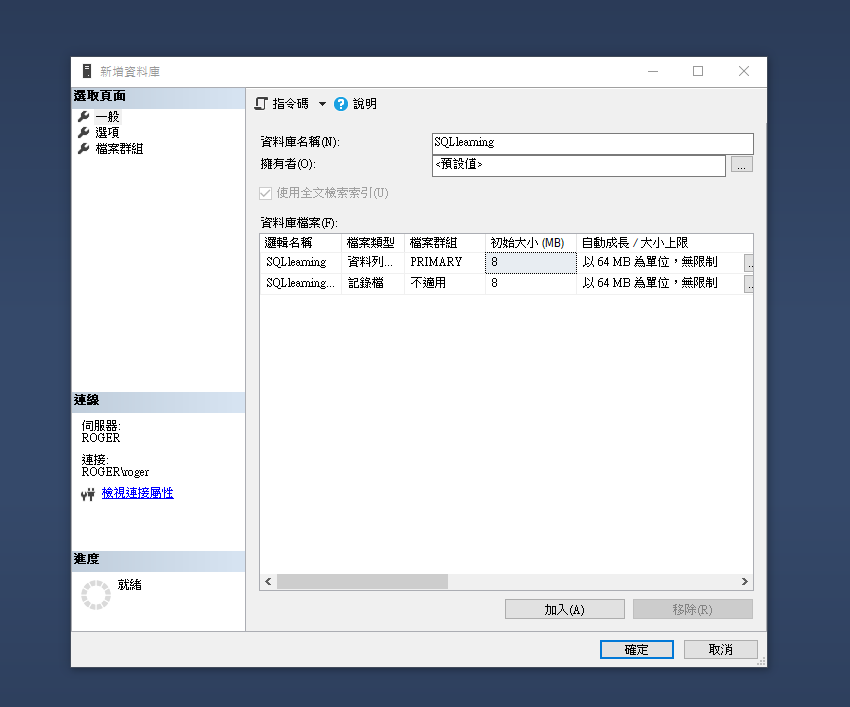 新增資料庫
選取頁面
一般
選項
檔案群組
連線
伺服器:
ROGER
連接:
ROGER\roger
檢視連接屬性
進度
就緒
指令碼 說明
資料庫名稱(N): SQLlearning
擁有者(O): <預設值> ...
使用全文檢索索引(U)
資料庫檔案(F):
邏輯名稱 檔案類型 檔案群組 初始大小 (MB) 自動成長 / 大小上限
SQLlearning 資料列... PRIMARY 8 以 64 MB 為單位，無限制 ..
SQLlearning... 記錄檔 不適用 8 以 64 MB 為單位，無限制 ..
加入(A) 移除(R)
確定 取消